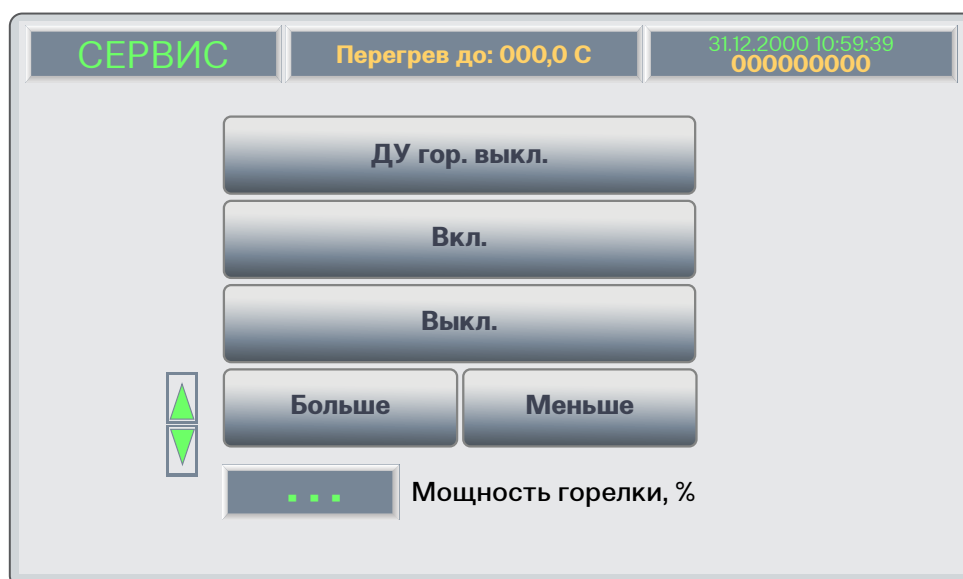 СЕРВИС
Перегрев до: 000,0 С
31.12.2000 10:59:39
000000000
ДУ гор. выкл.
Вкл.
Выкл.
Больше
Меньше
... Мощность горелки, %